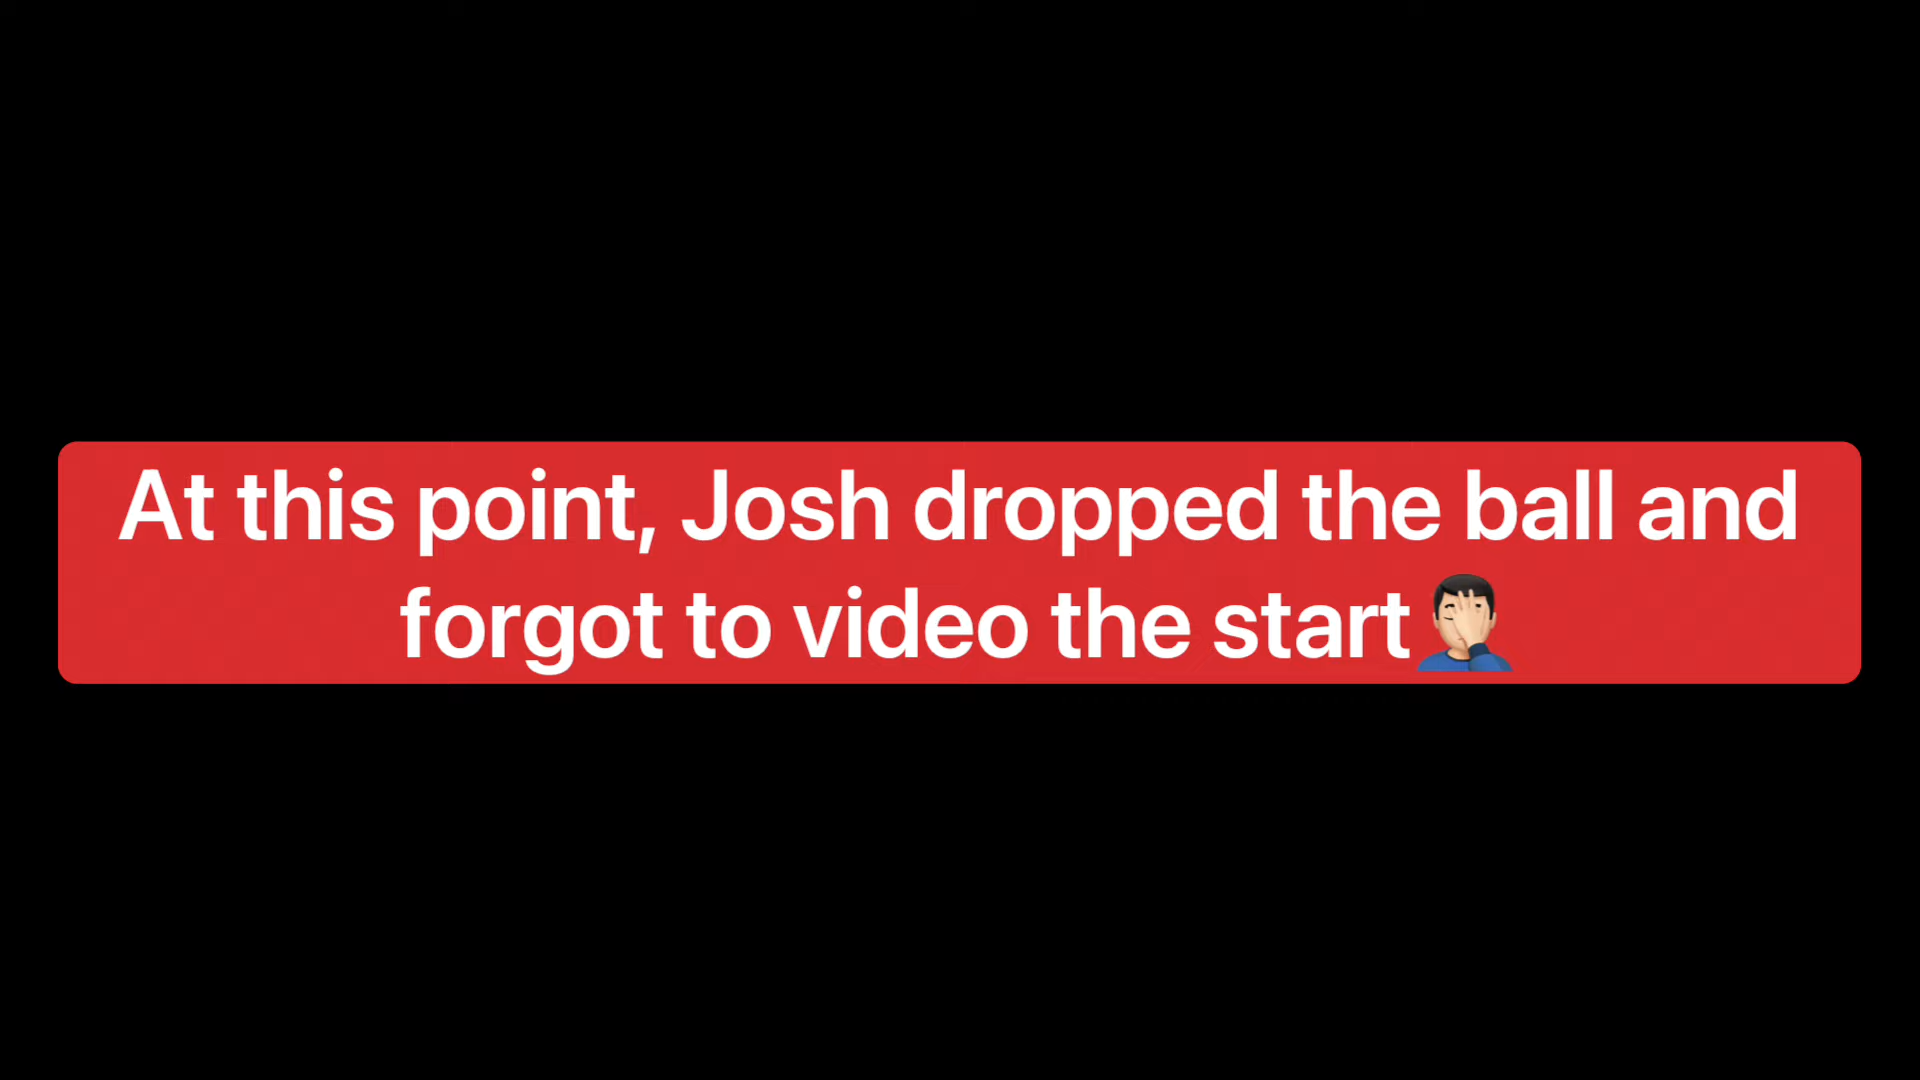 At this point, Josh dropped the ball and
forgot to video the start🤦🏻‍♂️